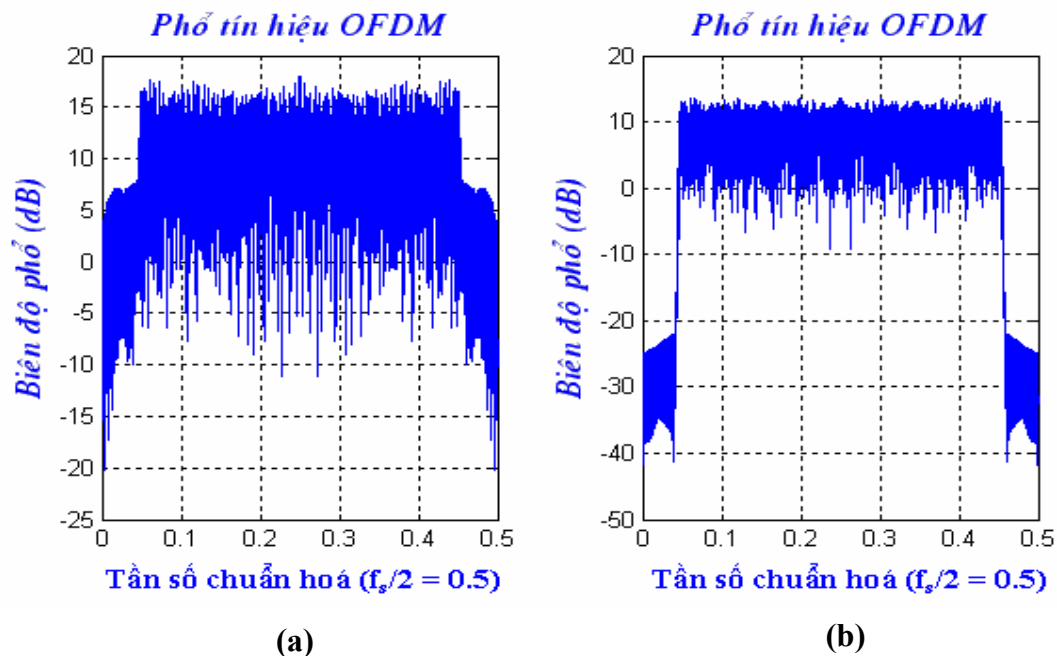 Phổ tín hiệu OFDM
20
15
10
5
0
-5
-10
-15
-20
-25
Biên độ phổ (dB)
0 0.1 0.2 0.3 0.4 0.5
Tần số chuẩn hoá (fs/2 = 0.5)
(a)
Phổ tín hiệu OFDM
20
10
0
-10
-20
-30
-40
-50
Biên độ phổ (dB)
0 0.1 0.2 0.3 0.4 0.5
Tần số chuẩn hoá (fs/2 = 0.5)
(b)